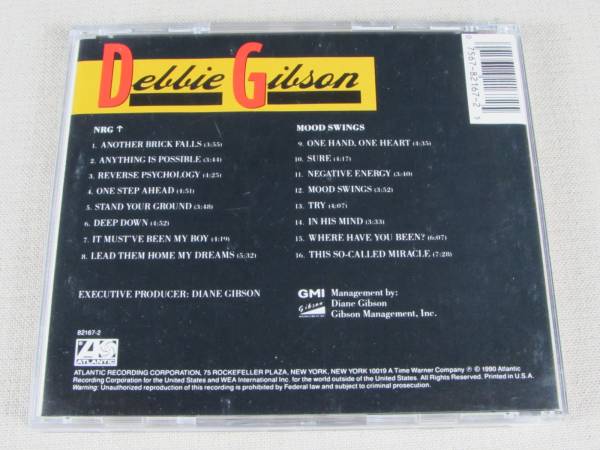 Debbie Gibson
0 7567-82167-2
NRG ↑
1. ANOTHER BRICK FALLS (3:55)
2. ANYTHING IS POSSIBLE (3:44)
3. REVERSE PSYCHOLOGY (4:25)
4. ONE STEP AHEAD (4:51)
5. STAND YOUR GROUND (3:48)
6. DEEP DOWN (4:52)
7. IT MUST'VE BEEN MY BOY (4:19)
8. LEAD THEM HOME MY DREAMS (5:32)
MOOD SWINGS
9. ONE HAND, ONE HEART (4:35)
10. SURE (4:17)
11. NEGATIVE ENERGY (3:40)
12. MOOD SWINGS (3:52)
13. TRY (4:07)
14. IN HIS MIND (3:33)
15. WHERE HAVE YOU BEEN? (6:07)
16. THIS SO-CALLED MIRACLE (7:28)
EXECUTIVE PRODUCER: DIANE GIBSON
GMI
Gibson
Management by:
Diane Gibson
Gibson Management, Inc.
82167-2
ATLANTIC
ATLANTIC RECORDING CORPORATION, 75 ROCKEFELLER PLAZA, NEW YORK, NEW YORK 10019 A Time Warner Company ℗ © 1990 Atlantic
Recording Corporation for the United States and WEA International Inc. for the world outside of the United States. All Rights Reserved. Printed in U.S.A.
Warning: Unauthorized reproduction of this recording is prohibited by Federal law and subject to criminal prosecution.